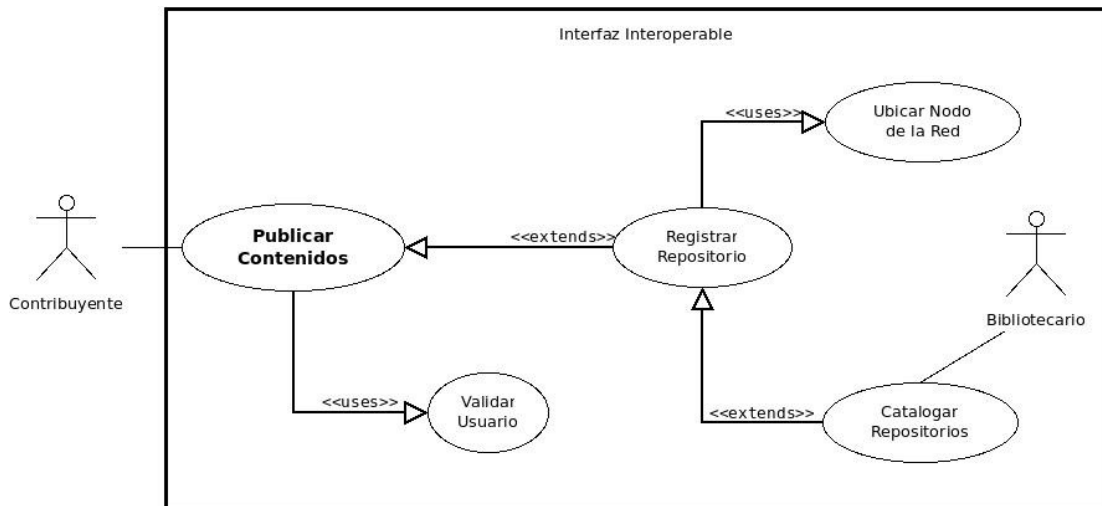 Interfaz Interoperable
<<uses>>
Ubicar Nodo
de la Red
Publicar
Contenidos
<<extends>>
Registrar
Repositorio
Contribuyente
Bibliotecario
<<uses>>
Validar
Usuario
<<extends>>
Catalogar
Repositorios